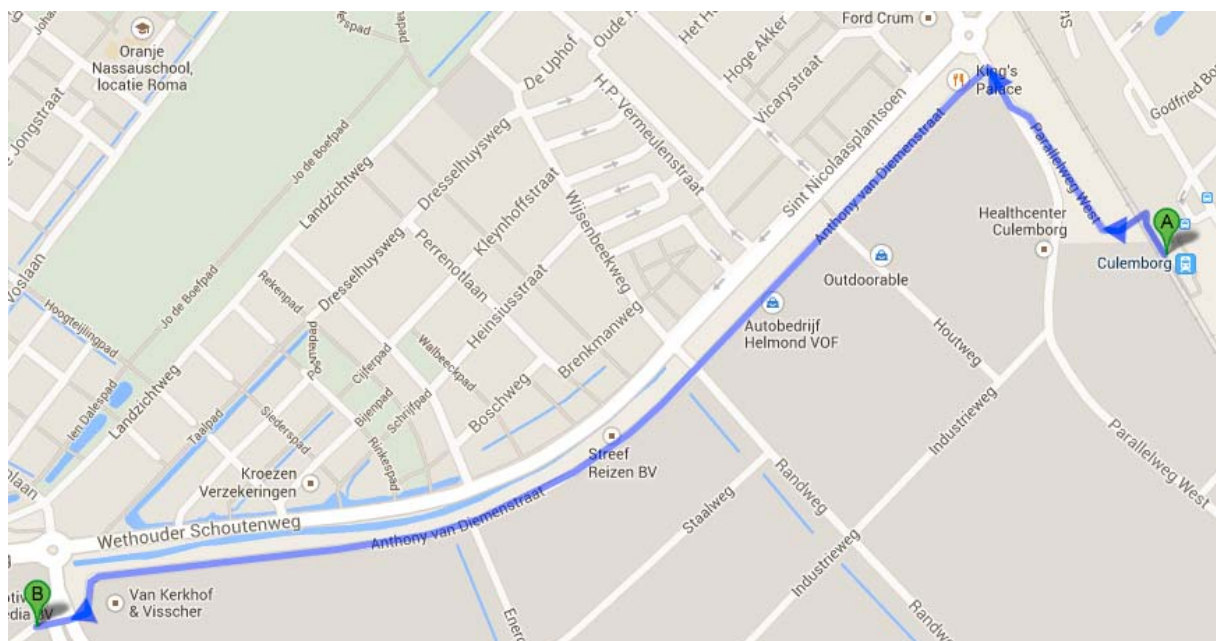 Oranje
Nassauschool,
locatie Roma
De Uphof
Ford Crum
King's
Palace
Hoge Akker
Vicarystraat
H.P. Vermeulenstraat
Sint Nicolaasplantsoen
Anthony van Diemenstraat
Parallelweg West
Godfried
Jo de Boefpad
Landzichtweg
Dresselhuysweg
Kleynhoffstraat
Wijsenbeekweg
Perrenotlaan
Heinsiusstraat
Dresselhuysweg
Healthcenter
Culemborg
A
Culemborg
Outdoorable
Autobedrijf
Helmond VOF
Houtweg
Rekenpad
Hoogteijlingpad
Jo de Boefpad
Cijferpad
Walbeeckpad
Brenkmanweg
Boschweg
Ien Dalespad
Landzichtweg
Taalpad
Siederspad
Bijenpad
Schrijfpad
Rinkespad
Kroezen
Verzekeringen
Streef
Reizen BV
Industrieweg
Parallelweg West
Randweg
Staalweg
Wethouder Schoutenweg
Anthony van Diemenstraat
Industrieweg
Randweg
B
Van Kerkhof
& Visscher